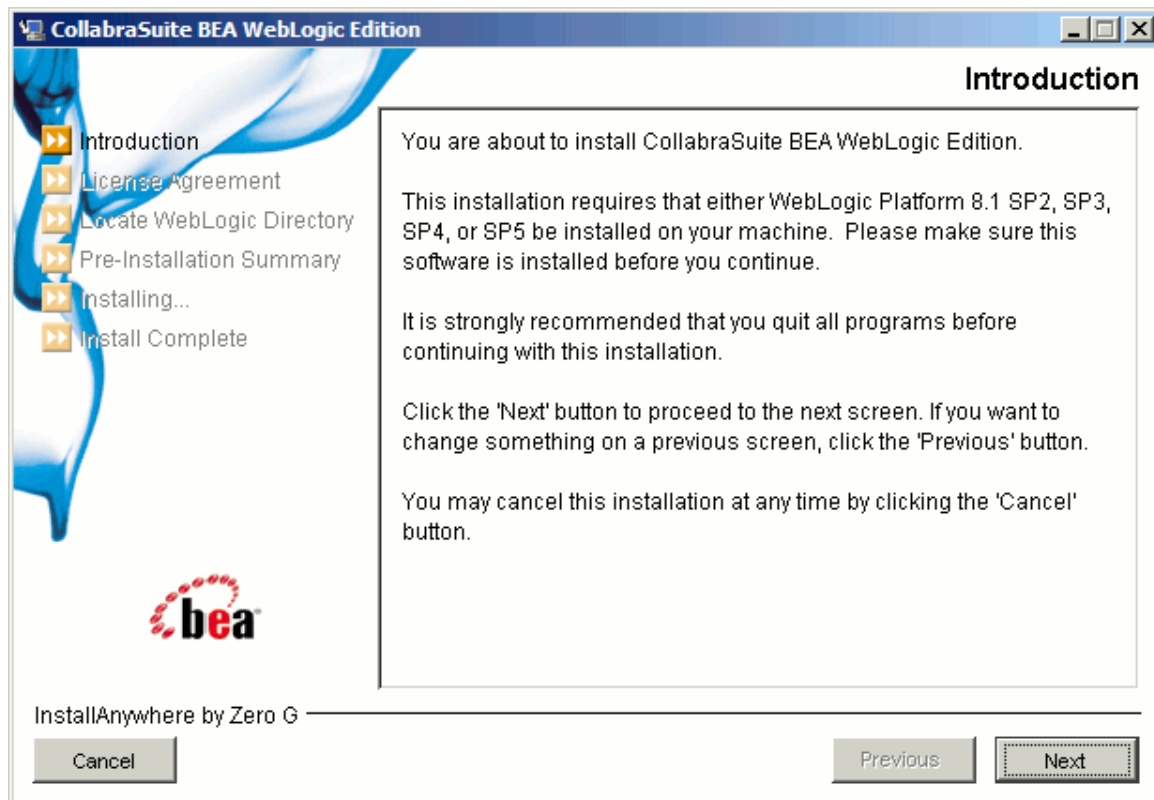 CollabraSuite BEA WebLogic Edition
Introduction
Introduction
License Agreement
Locate WebLogic Directory
Pre-Installation Summary
Installing...
Install Complete
You are about to install CollabraSuite BEA WebLogic Edition.
This installation requires that either WebLogic Platform 8.1 SP2, SP3,
SP4, or SP5 be installed on your machine.  Please make sure this
software is installed before you continue.
It is strongly recommended that you quit all programs before
continuing with this installation.
Click the 'Next' button to proceed to the next screen. If you want to
change something on a previous screen, click the 'Previous' button.
You may cancel this installation at any time by clicking the 'Cancel'
button.
bea
InstallAnywhere by Zero G
Cancel
Previous
Next